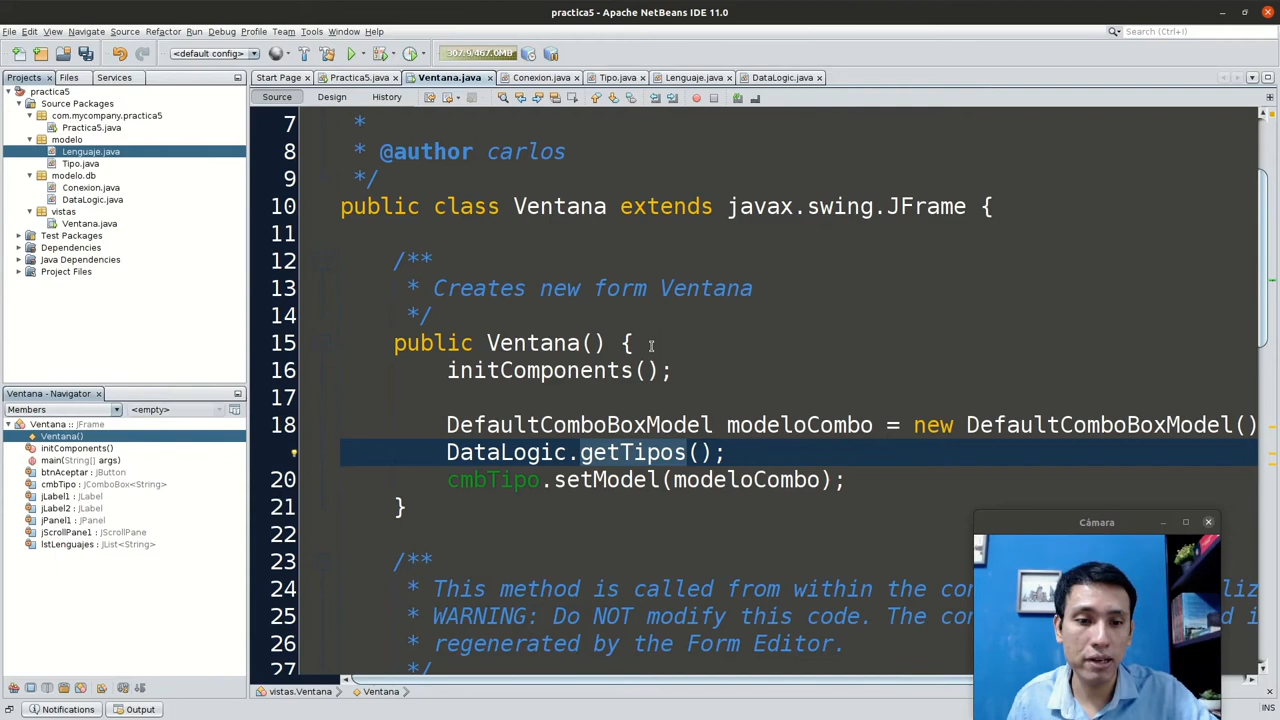 practica5 - Apache NetBeans IDE 11.0
File Edit View Navigate Source Refactor Run Debug Profile Team Tools Window Help
Search (Ctrl+I)
<default config>
307.9/467.0MB
Projects Files Services
Start Page Practica5.java Ventana.java Conexion.java Tipo.java Lenguaje.java DataLogic.java
Source Design History
practica5
Source Packages
com.mycompany.practica5
Practica5.java
modelo
Lenguaje.java
Tipo.java
modelo.db
Conexion.java
DataLogic.java
vistas
Ventana.java
Test Packages
Dependencies
Java Dependencies
Project Files
Ventana - Navigator
Members <empty>
Ventana :: JFrame
Ventana()
initComponents()
main(String[] args)
btnAceptar : JButton
cmbTipo : JComboBox<String>
jLabel1 : JLabel
jLabel2 : JLabel
jPanel1 : JPanel
jScrollPane1 : JScrollPane
lstLenguajes : JList<String>
7 *
8 * @author carlos
9 */
10 public class Ventana extends javax.swing.JFrame {
11
12 /**
13 * Creates new form Ventana
14 */
15 public Ventana() {
16 initComponents();
17
18 DefaultComboBoxModel modeloCombo = new DefaultComboBoxModel()
DataLogic.getTipos();
20 cmbTipo.setModel(modeloCombo);
21 }
22
23 /**
24 * This method is called from within the con
25 * WARNING: Do NOT modify this code. The con
26 * regenerated by the Form Editor.
27 */
Cámara
vistas.Ventana Ventana
Notifications Output
INS